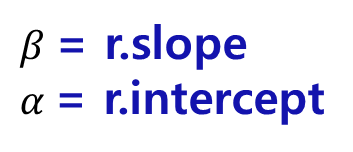 β = r.slope
α = r.intercept